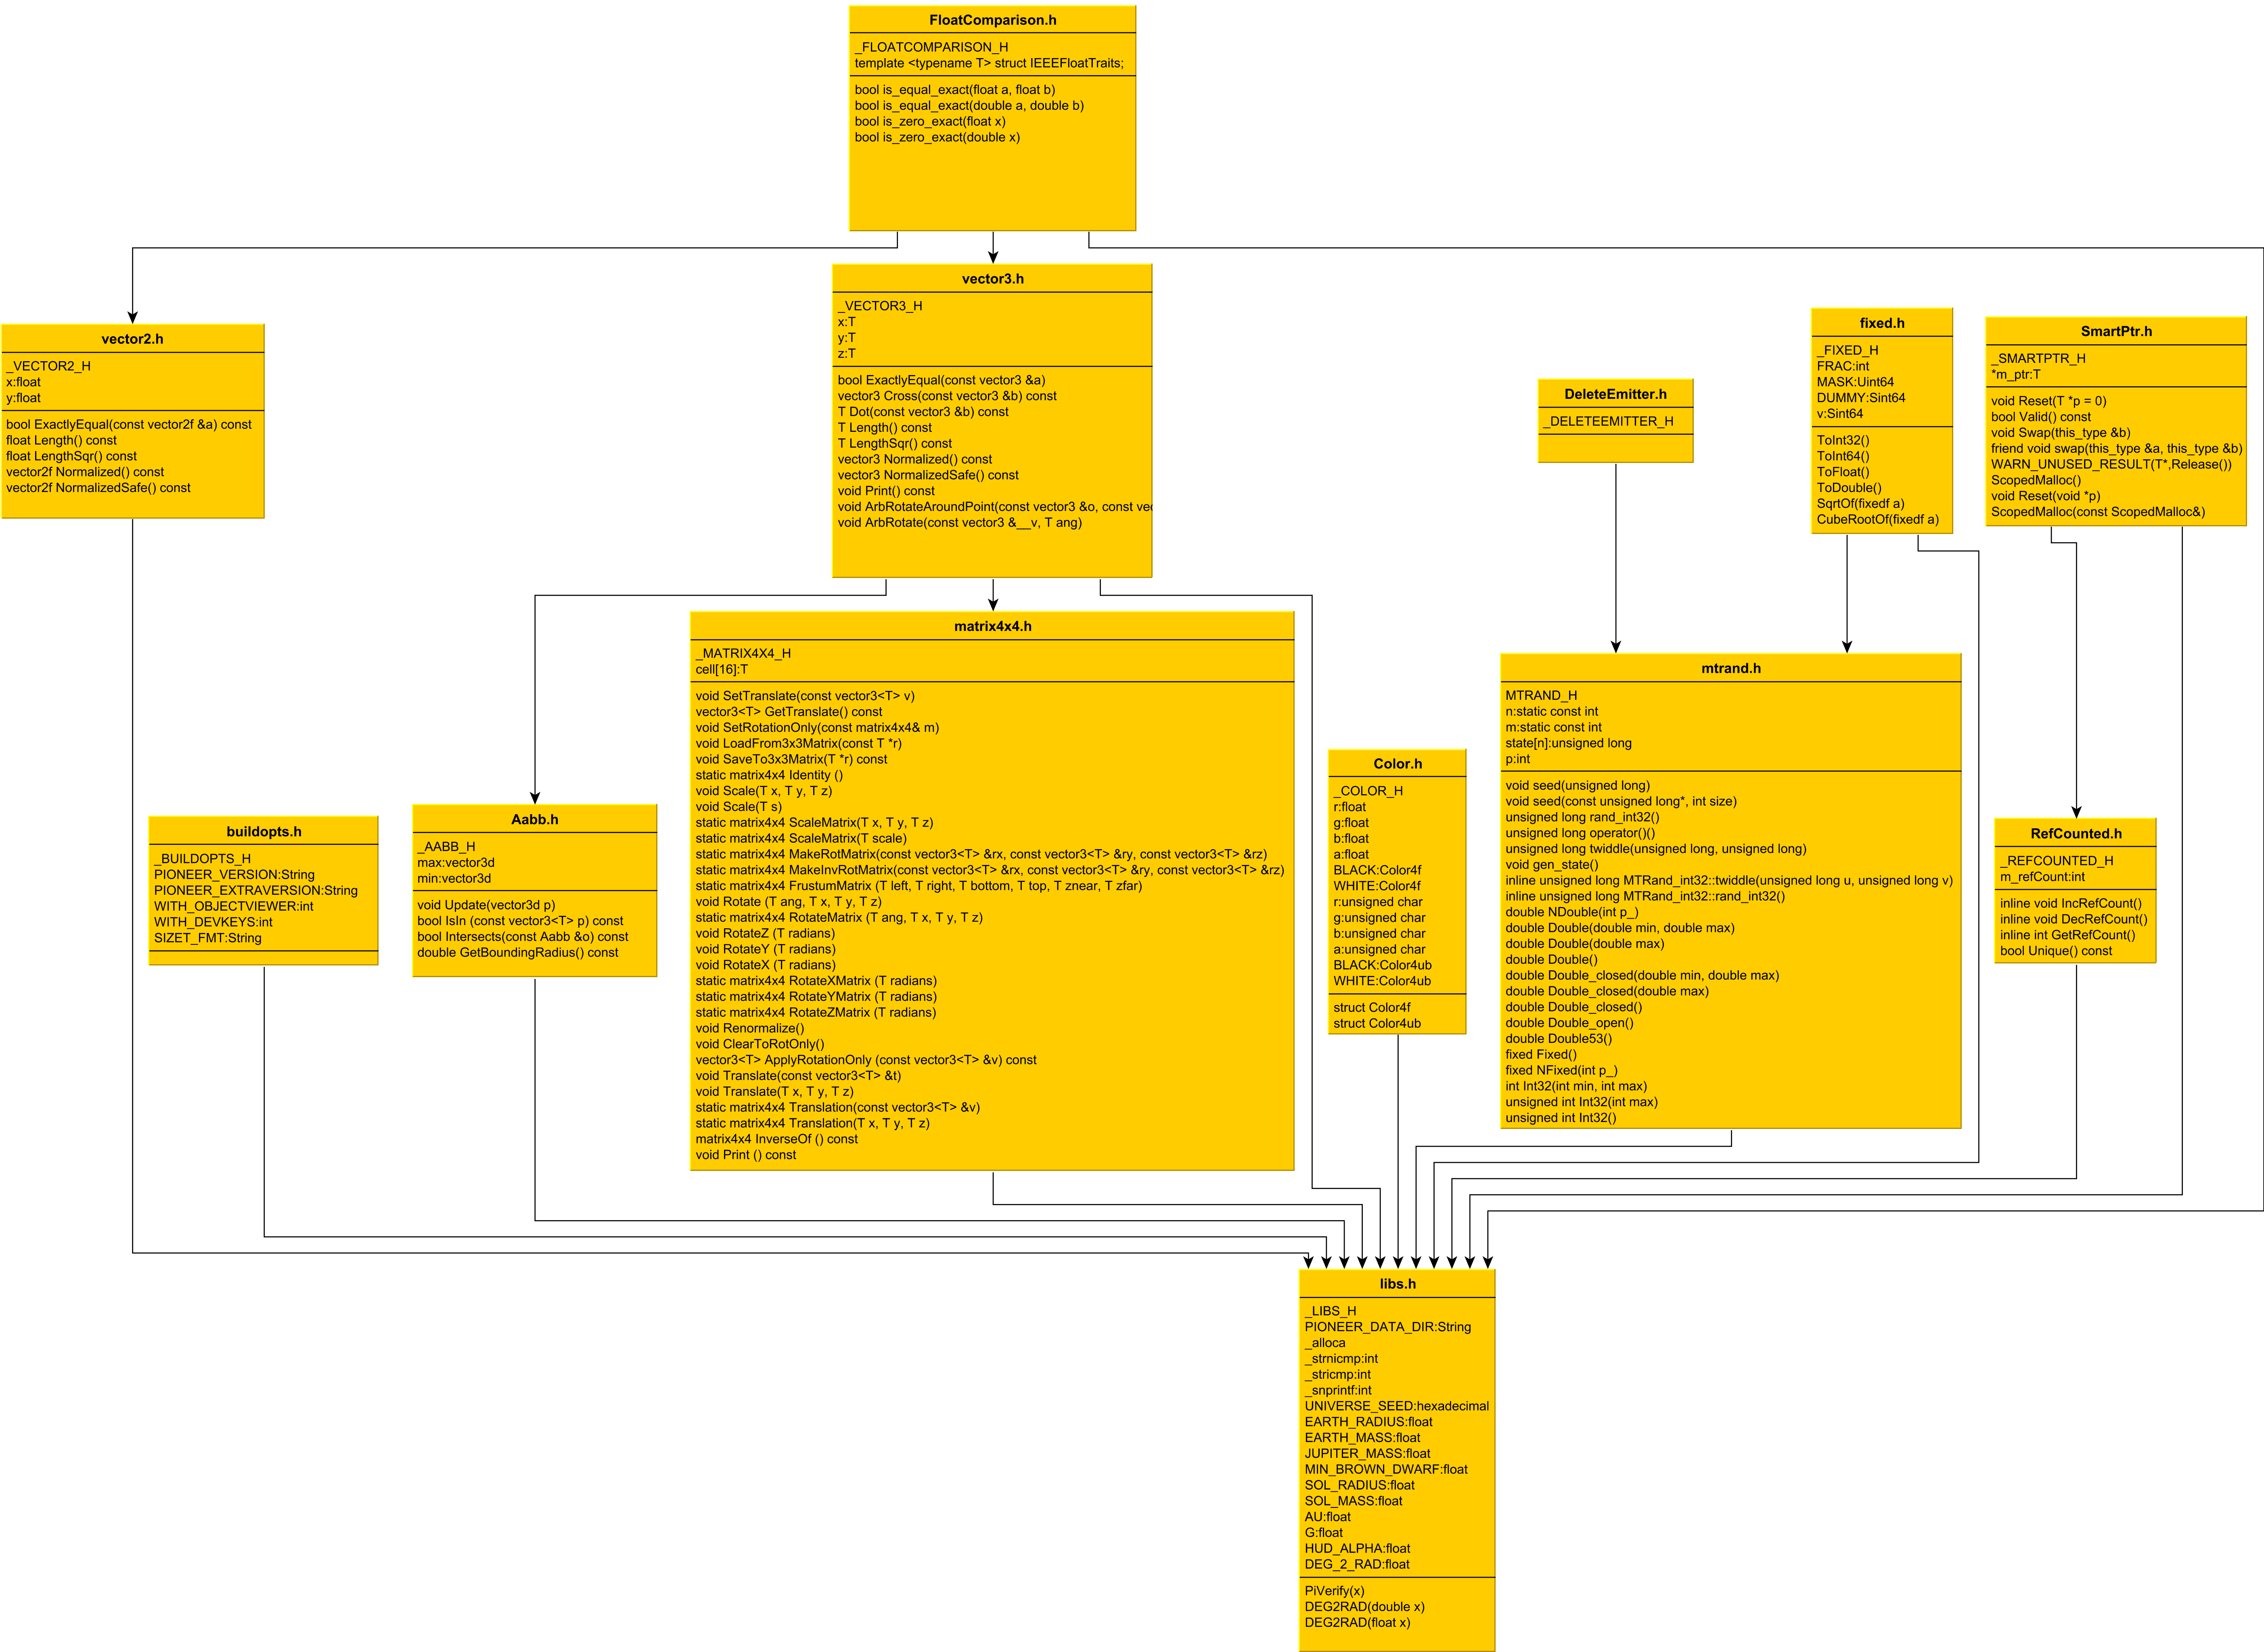 FloatComparison.h
_FLOATCOMPARISON_H
template <typename T> struct IEEEFloatTraits;
bool is_equal_exact(float a, float b)
bool is_equal_exact(double a, double b)
bool is_zero_exact(float x)
bool is_zero_exact(double x)
vector2.h
_VECTOR2_H
x:float
y:float
bool ExactlyEqual(const vector2f &a) const
float Length() const
float LengthSqr() const
vector2f Normalized() const
vector2f NormalizedSafe() const
vector3.h
_VECTOR3_H
x:T
y:T
z:T
bool ExactlyEqual(const vector3 &a)
vector3 Cross(const vector3 &b) const
T Dot(const vector3 &b) const
T Length() const
T LengthSqr() const
vector3 Normalized() const
vector3 NormalizedSafe() const
void Print() const
void ArbRotateAroundPoint(const vector3 &o, const vec
void ArbRotate(const vector3 &__v, T ang)
DeleteEmitter.h
_DELETEEMITTER_H
fixed.h
_FIXED_H
FRAC:int
MASK:Uint64
DUMMY:Sint64
v:Sint64
ToInt32()
ToInt64()
ToFloat()
ToDouble()
SqrtOf(fixedf a)
CubeRootOf(fixedf a)
SmartPtr.h
_SMARTPTR_H
*m_ptr:T
void Reset(T *p = 0)
bool Valid() const
void Swap(this_type &b)
friend void swap(this_type &a, this_type &b)
WARN_UNUSED_RESULT(T*,Release())
ScopedMalloc()
void Reset(void *p)
ScopedMalloc(const ScopedMalloc&)
buildopts.h
_BUILDOPTS_H
PIONEER_VERSION:String
PIONEER_EXTRAVERSION:String
WITH_OBJECTVIEWER:int
WITH_DEVKEYS:int
SIZET_FMT:String
Aabb.h
_AABB_H
max:vector3d
min:vector3d
void Update(vector3d p)
bool IsIn (const vector3<T> p) const
bool Intersects(const Aabb &o) const
double GetBoundingRadius() const
matrix4x4.h
_MATRIX4X4_H
cell[16]:T
void SetTranslate(const vector3<T> v)
vector3<T> GetTranslate() const
void SetRotationOnly(const matrix4x4& m)
void LoadFrom3x3Matrix(const T *r)
void SaveTo3x3Matrix(T *r) const
static matrix4x4 Identity ()
void Scale(T x, T y, T z)
void Scale(T s)
static matrix4x4 ScaleMatrix(T x, T y, T z)
static matrix4x4 ScaleMatrix(T scale)
static matrix4x4 MakeRotMatrix(const vector3<T> &rx, const vector3<T> &ry, const vector3<T> &rz)
static matrix4x4 MakeInvRotMatrix(const vector3<T> &rx, const vector3<T> &ry, const vector3<T> &rz)
static matrix4x4 FrustumMatrix (T left, T right, T bottom, T top, T znear, T zfar)
void Rotate (T ang, T x, T y, T z)
static matrix4x4 RotateMatrix (T ang, T x, T y, T z)
void RotateZ (T radians)
void RotateY (T radians)
void RotateX (T radians)
static matrix4x4 RotateXMatrix (T radians)
static matrix4x4 RotateYMatrix (T radians)
static matrix4x4 RotateZMatrix (T radians)
void Renormalize()
void ClearToRotOnly()
vector3<T> ApplyRotationOnly (const vector3<T> &v) const
void Translate(const vector3<T> &t)
void Translate(T x, T y, T z)
static matrix4x4 Translation(const vector3<T> &v)
static matrix4x4 Translation(T x, T y, T z)
matrix4x4 InverseOf () const
void Print () const
Color.h
_COLOR_H
r:float
g:float
b:float
a:float
BLACK:Color4f
WHITE:Color4f
r:unsigned char
g:unsigned char
b:unsigned char
a:unsigned char
BLACK:Color4ub
WHITE:Color4ub
struct Color4f
struct Color4ub
mtrand.h
MTRAND_H
n:static const int
m:static const int
state[n]:unsigned long
p:int
void seed(unsigned long)
void seed(const unsigned long*, int size)
unsigned long rand_int32()
unsigned long operator()()
unsigned long twiddle(unsigned long, unsigned long)
void gen_state()
inline unsigned long MTRand_int32::twiddle(unsigned long u, unsigned long v)
inline unsigned long MTRand_int32::rand_int32()
double NDouble(int p_)
double Double(double min, double max)
double Double(double max)
double Double()
double Double_closed(double min, double max)
double Double_closed(double max)
double Double_closed()
double Double_open()
double Double53()
fixed Fixed()
fixed NFixed(int p_)
int Int32(int min, int max)
unsigned int Int32(int max)
unsigned int Int32()
RefCounted.h
_REFCOUNTED_H
m_refCount:int
inline void IncRefCount()
inline void DecRefCount()
inline int GetRefCount()
bool Unique() const
libs.h
_LIBS_H
PIONEER_DATA_DIR:String
_alloca
_strnicmp:int
_stricmp:int
_snprintf:int
UNIVERSE_SEED:hexadecimal
EARTH_RADIUS:float
EARTH_MASS:float
JUPITER_MASS:float
MIN_BROWN_DWARF:float
SOL_RADIUS:float
SOL_MASS:float
AU:float
G:float
HUD_ALPHA:float
DEG_2_RAD:float
PiVerify(x)
DEG2RAD(double x)
DEG2RAD(float x)